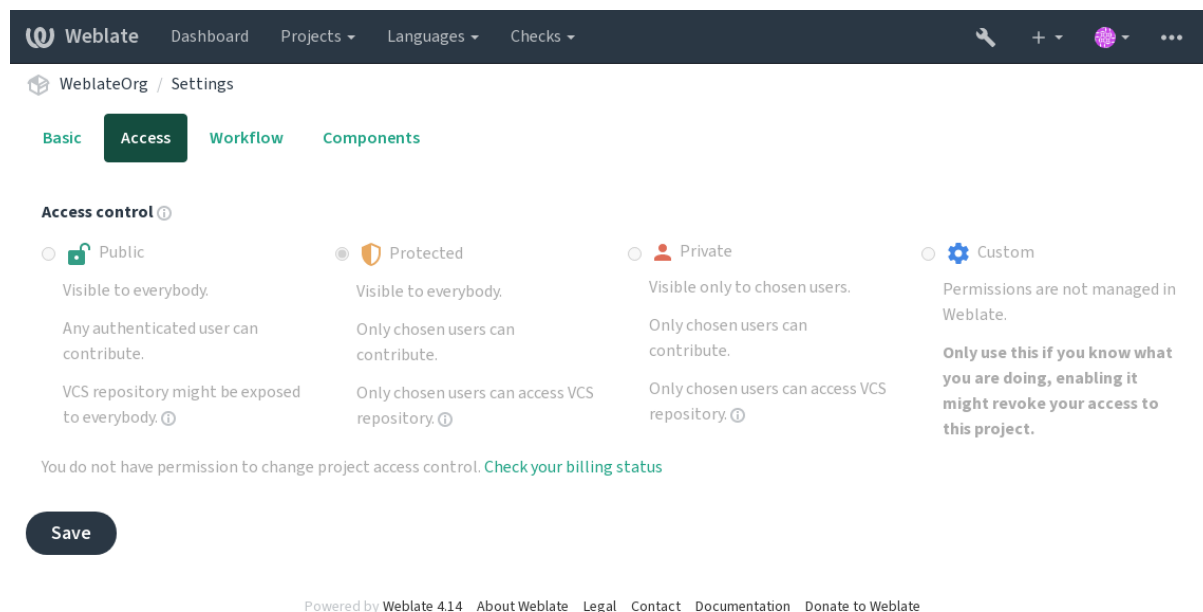 Weblate Dashboard Projects Languages Checks
WeblateOrg / Settings
Basic Access Workflow Components
Access control
Public
Visible to everybody.
Any authenticated user can
contribute.
VCS repository might be exposed
to everybody.
Protected
Visible to everybody.
Only chosen users can
contribute.
Only chosen users can access VCS
repository.
Private
Visible only to chosen users.
Only chosen users can
contribute.
Only chosen users can access VCS
repository.
Custom
Permissions are not managed in
Weblate.
Only use this if you know what
you are doing, enabling it
might revoke your access to
this project.
You do not have permission to change project access control. Check your billing status
Save
Powered by Weblate 4.14 About Weblate Legal Contact Documentation Donate to Weblate